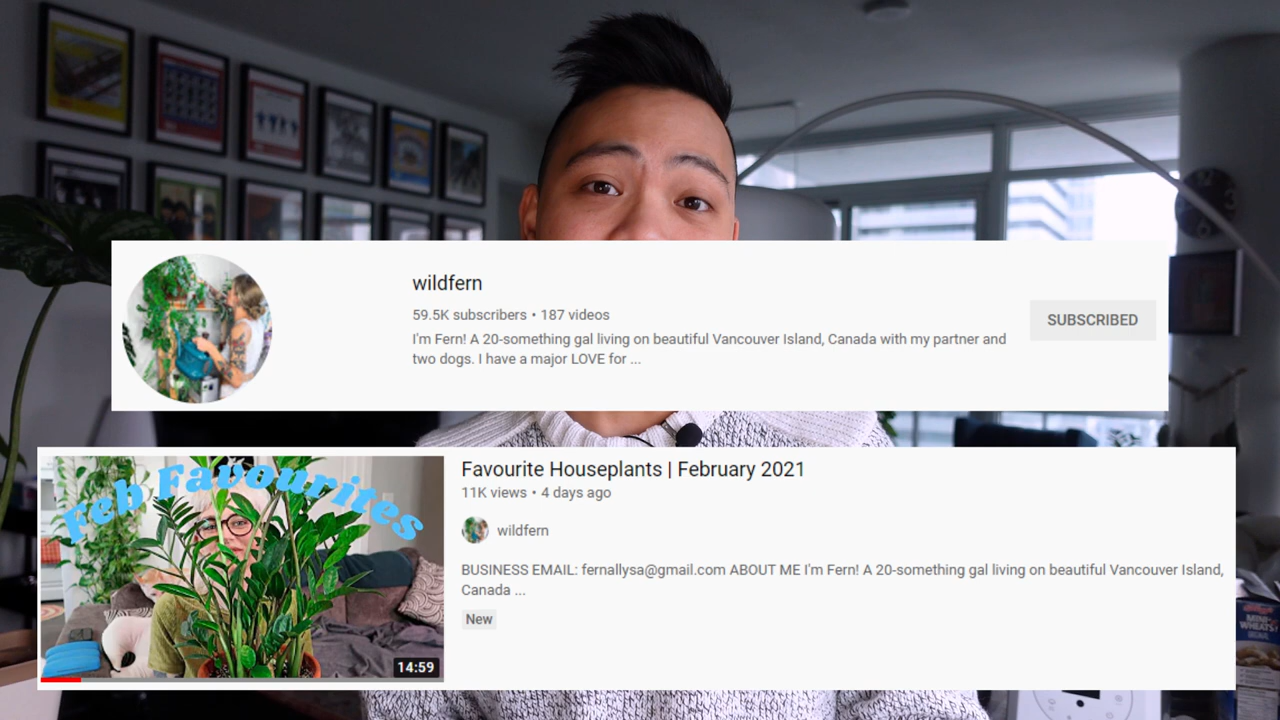 wildfern
59.5K subscribers • 187 videos
I'm Fern! A 20-something gal living on beautiful Vancouver Island, Canada with my partner and
two dogs. I have a major LOVE for ...
SUBSCRIBED
Feb Favourites
14:59
Favourite Houseplants | February 2021
11K views • 4 days ago
wildfern
BUSINESS EMAIL: fernallysa@gmail.com ABOUT ME I'm Fern! A 20-something gal living on beautiful Vancouver Island,
Canada ...
New
MINI-
WHEATS